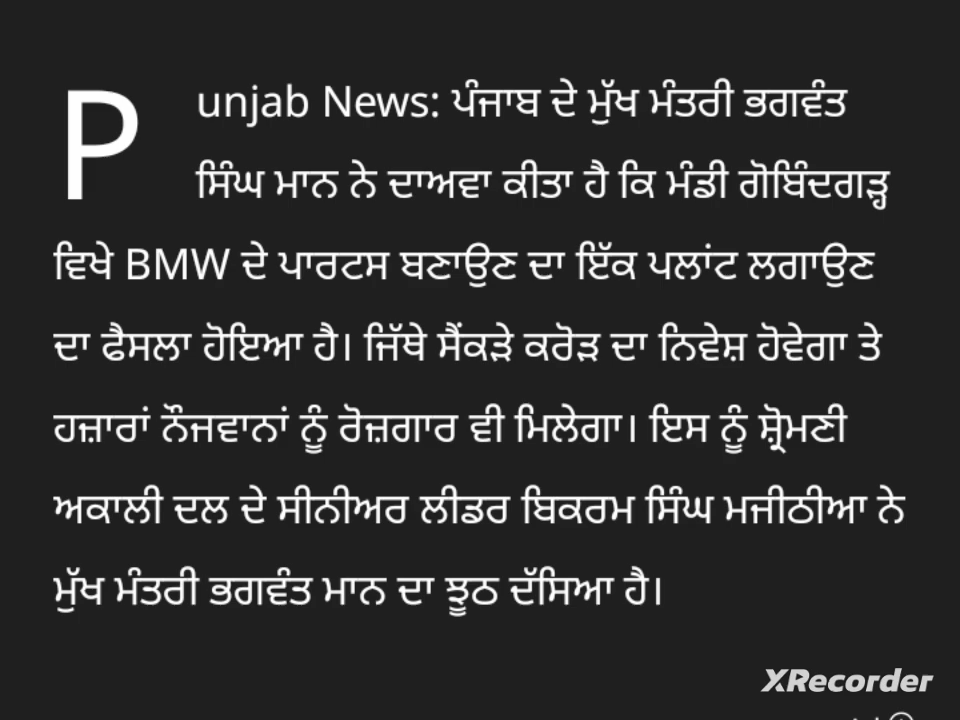 Punjab News: ਪੰਜਾਬ ਦੇ ਮੁੱਖ ਮੰਤਰੀ ਭਗਵੰਤ
ਸਿੰਘ ਮਾਨ ਨੇ ਦਾਅਵਾ ਕੀਤਾ ਹੈ ਕਿ ਮੰਡੀ ਗੋਬਿੰਦਗੜ੍ਹ
ਵਿਖੇ BMW ਦੇ ਪਾਰਟਸ ਬਣਾਉਣ ਦਾ ਇੱਕ ਪਲਾਂਟ ਲਗਾਉਣ
ਦਾ ਫੈਸਲਾ ਹੋਇਆ ਹੈ। ਜਿੱਥੇ ਸੈਂਕੜੇ ਕਰੋੜ ਦਾ ਨਿਵੇਸ਼ ਹੋਵੇਗਾ ਤੇ
ਹਜ਼ਾਰਾਂ ਨੌਜਵਾਨਾਂ ਨੂੰ ਰੋਜ਼ਗਾਰ ਵੀ ਮਿਲੇਗਾ। ਇਸ ਨੂੰ ਸ਼੍ਰੋਮਣੀ
ਅਕਾਲੀ ਦਲ ਦੇ ਸੀਨੀਅਰ ਲੀਡਰ ਬਿਕਰਮ ਸਿੰਘ ਮਜੀਠੀਆ ਨੇ
ਮੁੱਖ ਮੰਤਰੀ ਭਗਵੰਤ ਮਾਨ ਦਾ ਝੂਠ ਦੱਸਿਆ ਹੈ।
XRecorder